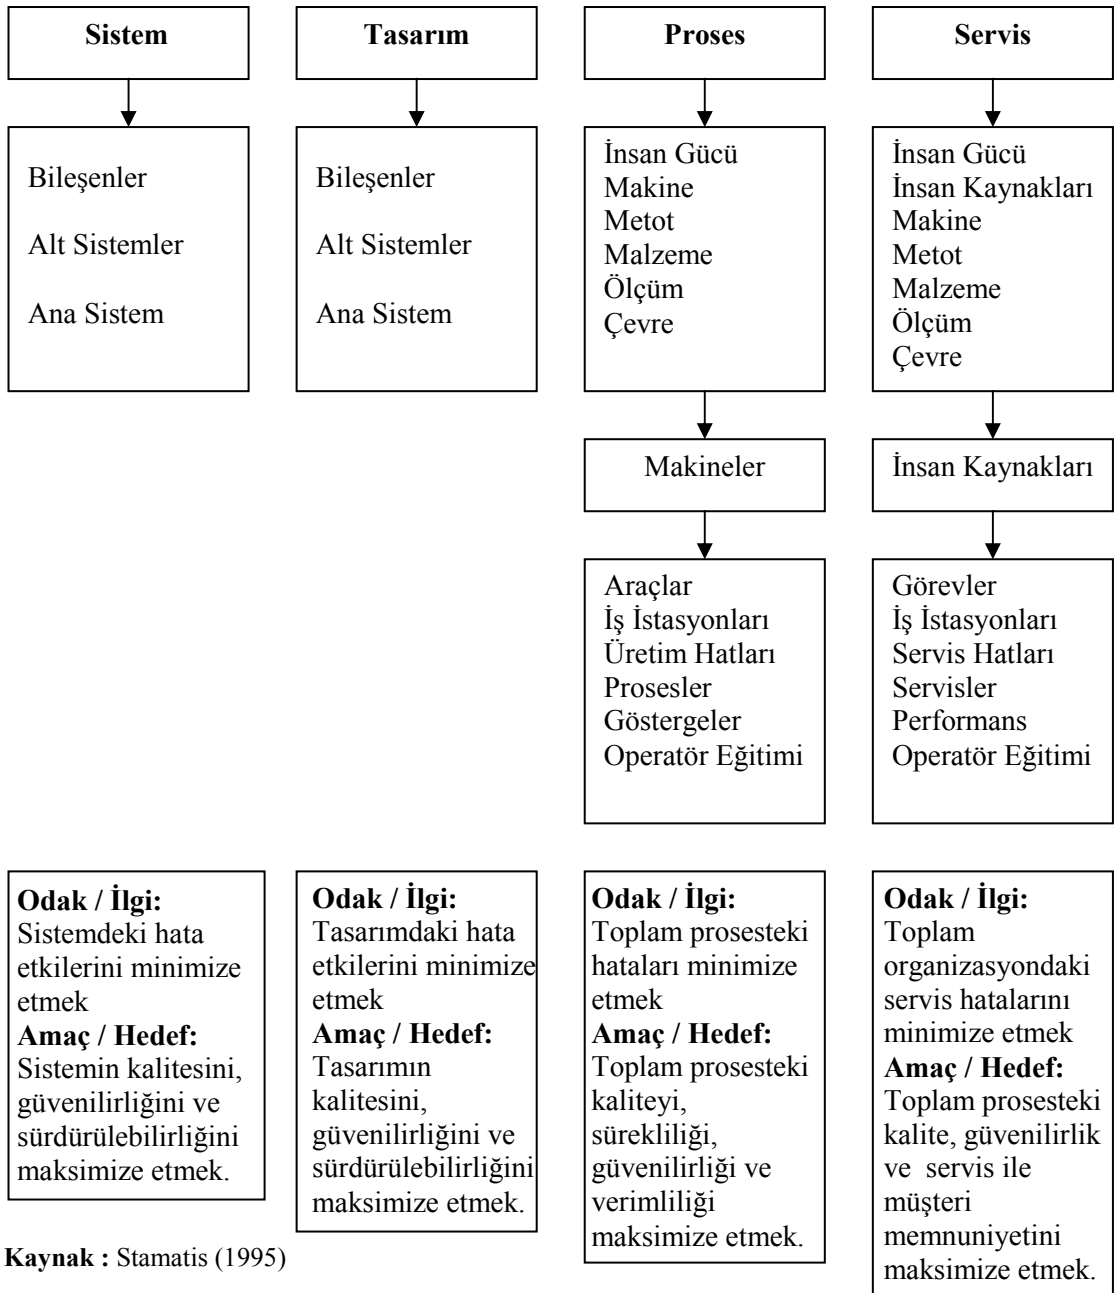 Sistem
Tasarım
Proses
Servis
Bileşenler
Alt Sistemler
Ana Sistem
Bileşenler
Alt Sistemler
Ana Sistem
İnsan Gücü
Makine
Metot
Malzeme
Ölçüm
Çevre
İnsan Gücü
İnsan Kaynakları
Makine
Metot
Malzeme
Ölçüm
Çevre
Makineler
İnsan Kaynakları
Araçlar
İş İstasyonları
Üretim Hatları
Prosesler
Göstergeler
Operatör Eğitimi
Görevler
İş İstasyonları
Servis Hatları
Servisler
Performans
Operatör Eğitimi
Odak / İlgi:
Sistemdeki hata
etkilerini minimize
etmek
Amaç / Hedef:
Sistemin kalitesini,
güvenilirliğini ve
sürdürülebilirliğini
maksimize etmek.
Odak / İlgi:
Tasarımdaki hata
etkilerini minimize
etmek
Amaç / Hedef:
Tasarımın
kalitesini,
güvenilirliğini ve
sürdürülebilirliğini
maksimize etmek.
Odak / İlgi:
Toplam prosesteki
hataları minimize
etmek
Amaç / Hedef:
Toplam prosesteki
kaliteyi,
sürekliliği,
güvenilirliği ve
verimliliği
maksimize etmek.
Odak / İlgi:
Toplam
organizasyondaki
servis hatalarını
minimize etmek
Amaç / Hedef:
Toplam prosesteki
kalite, güvenilirlik
ve servis ile
müşteri
memnuniyetini
maksimize etmek.
Kaynak : Stamatis (1995)